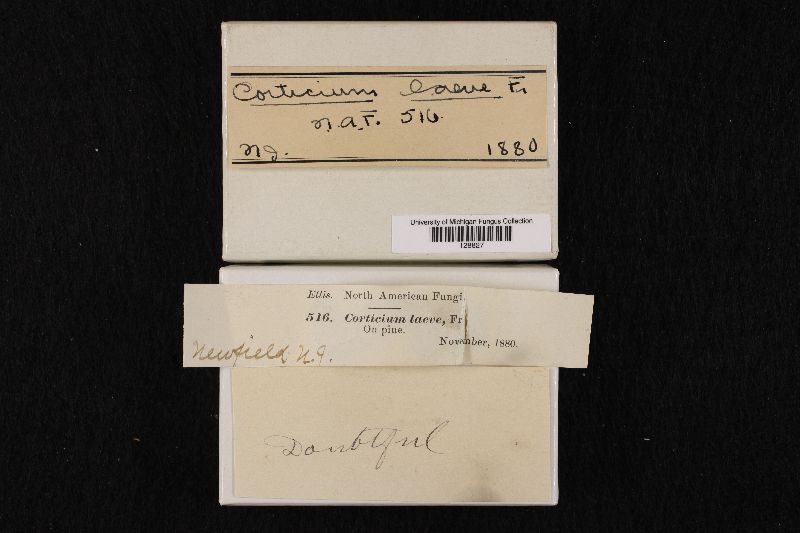 Corticium laeve Fr.
N.A.F. 516.
N.J. 1880
University of Michigan Fungus Collection
128827
Ellis. North American Fungi.
516. Corticium laeve, Fr
On pine.
November, 1880.
Newfield N.J.
Doubtful